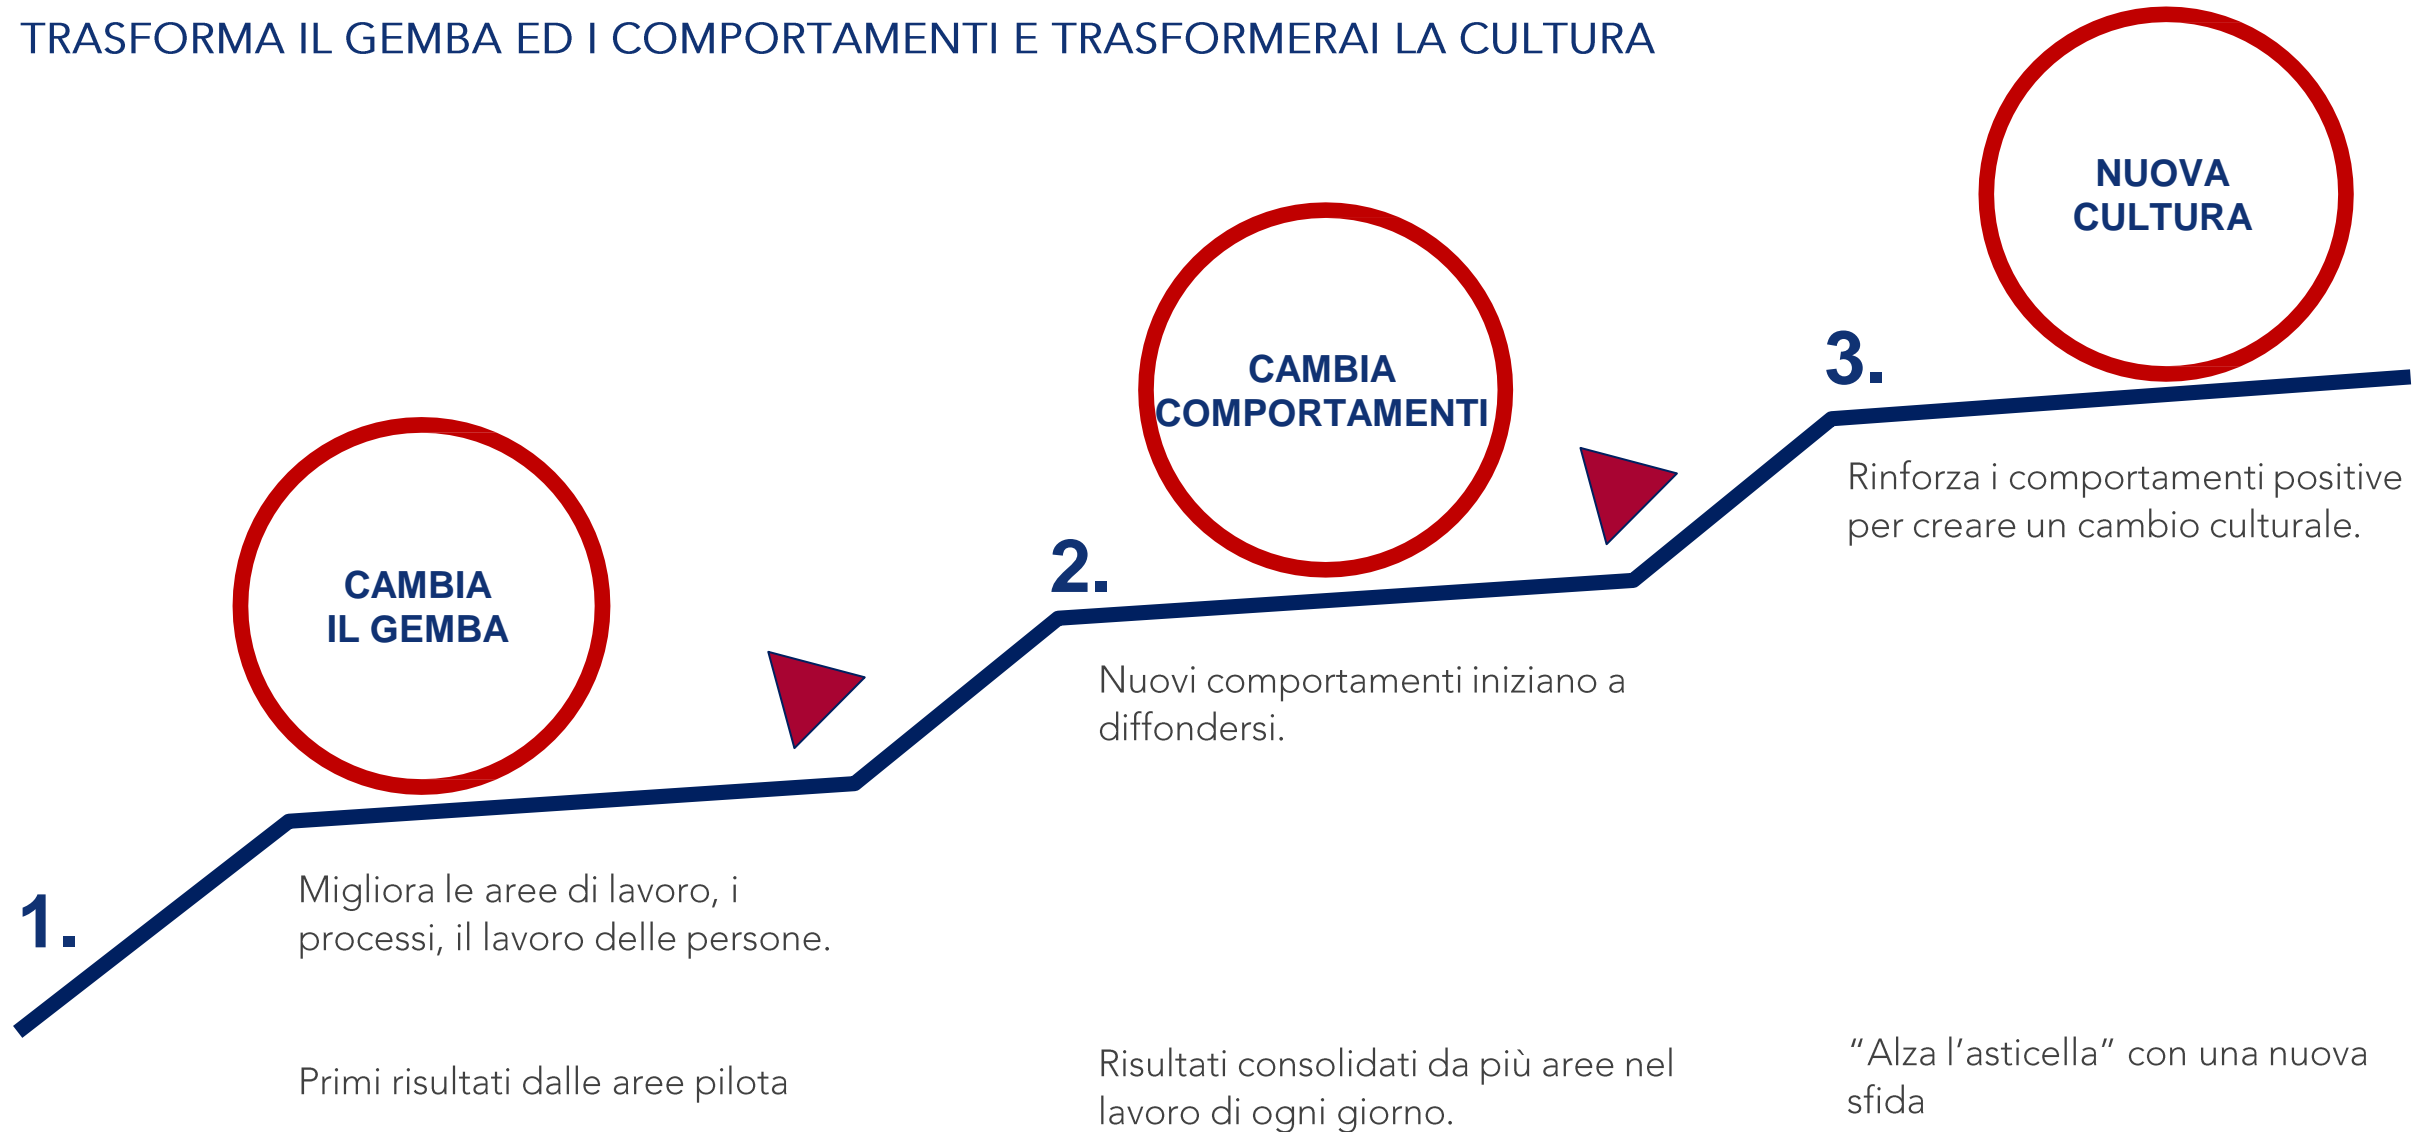 TRASFORMA IL GEMBA ED I COMPORTAMENTI E TRASFORMERAI LA CULTURA
1.
CAMBIA
IL GEMBA
Migliora le aree di lavoro, i
processi, il lavoro delle persone.
Primi risultati dalle aree pilota
2.
CAMBIA
COMPORTAMENTI
Nuovi comportamenti iniziano a
diffondersi.
Risultati consolidati da più aree nel
lavoro di ogni giorno.
3.
NUOVA
CULTURA
Rinforza i comportamenti positive
per creare un cambio culturale.
“Alza l’asticella” con una nuova
sfida